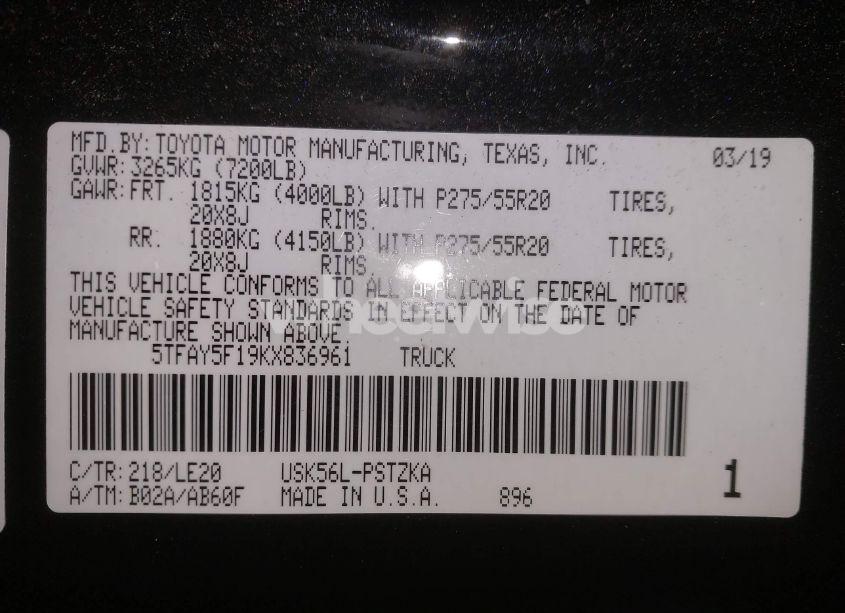 MFD.BY:TOYOTA MOTOR MANUFACTURING, TEXAS, INC. 03/19
GVWR:3265KG (7200LB)
GAWR:FRT. 1815KG (4000LB) WITH P275/55R20 TIRES,
20X8J RIMS.
RR. 1880KG (4150LB) WITH P275/55R20 TIRES,
20X8J RIMS
THIS VEHICLE CONFORMS TO ALL APPLICABLE FEDERAL MOTOR
VEHICLE SAFETY STANDARDS IN EFFECT ON THE DATE OF
MANUFACTURE SHOWN ABOVE.
wheelwise
5TFAY5F19KX836961 TRUCK
C/TR:218/LE20 USK56L-PSTZKA
A/TM:B02A/AB60F MADE IN U.S.A. 896 1